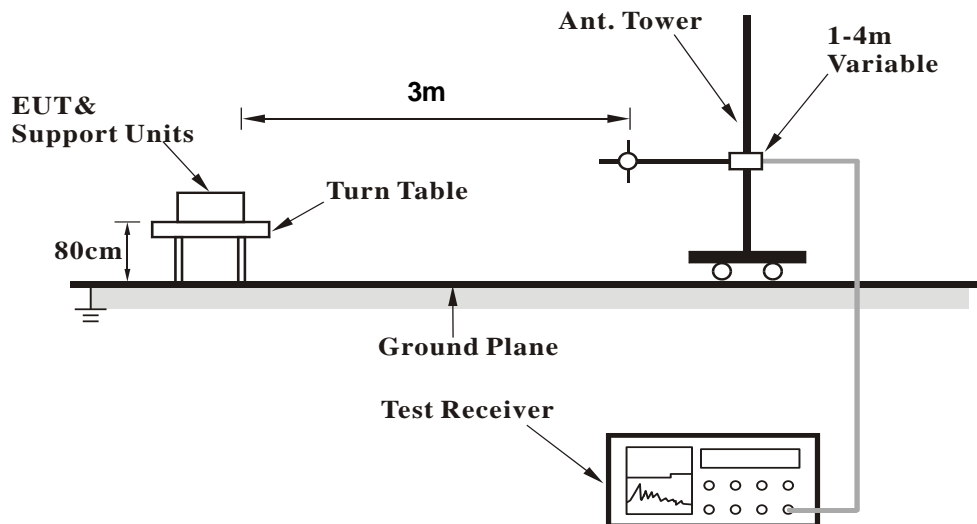 Ant. Tower
1-4m
Variable
3m
EUT&
Support Units
Turn Table
80cm
Ground Plane
Test Receiver